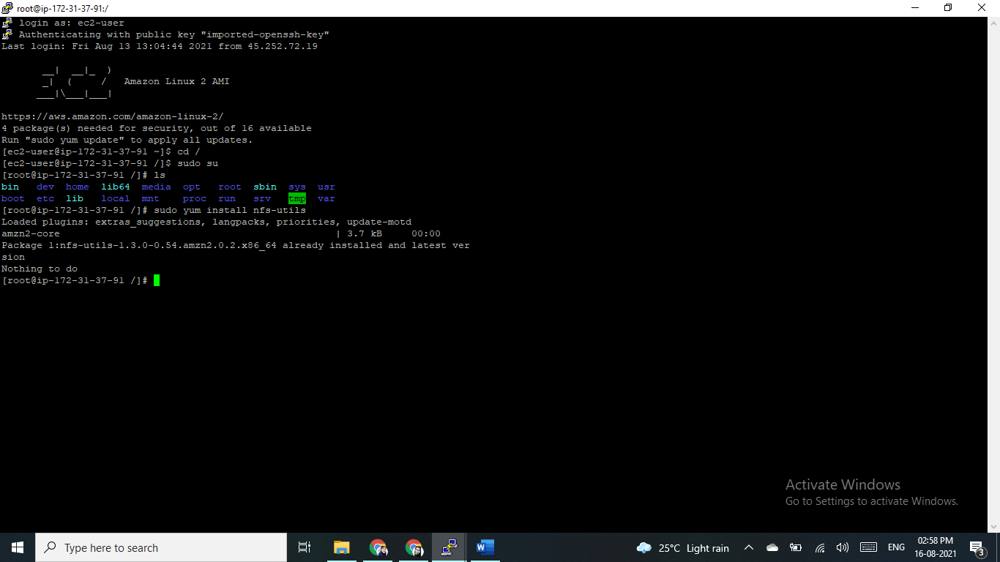 root@ip-172-31-37-91:/
login as: ec2-user
Authenticating with public key "imported-openssh-key"
Last login: Fri Aug 13 13:04:44 2021 from 45.252.72.19
__|  __|_  )
_|  (     /   Amazon Linux 2 AMI
___|\___|___|
https://aws.amazon.com/amazon-linux-2/
4 package(s) needed for security, out of 16 available
Run "sudo yum update" to apply all updates.
[ec2-user@ip-172-31-37-91 ~]$ cd /
[ec2-user@ip-172-31-37-91 /]$ sudo su
[root@ip-172-31-37-91 /]# ls
bin   dev  home  lib64  media  opt   root  sbin  sys  usr
boot  etc  lib   local  mnt    proc  run   srv   tmp  var
[root@ip-172-31-37-91 /]# sudo yum install nfs-utils
Loaded plugins: extras_suggestions, langpacks, priorities, update-motd
amzn2-core | 3.7 kB 00:00
Package 1:nfs-utils-1.3.0-0.54.amzn2.0.2.x86_64 already installed and latest ver
sion
Nothing to do
[root@ip-172-31-37-91 /]#
Activate Windows
Go to Settings to activate Windows.
Type here to search
25°C Light rain
ENG
02:58 PM
16-08-2021
3